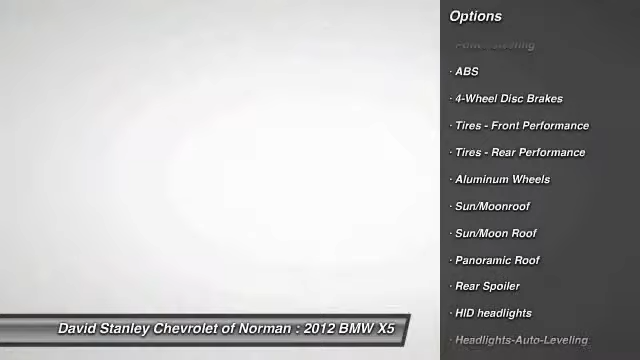 Options
· ABS
· 4-Wheel Disc Brakes
· Tires - Front Performance
· Tires - Rear Performance
· Aluminum Wheels
· Sun/Moonroof
· Sun/Moon Roof
· Panoramic Roof
· Rear Spoiler
· HID headlights
· Headlights-Auto-Leveling
David Stanley Chevrolet of Norman : 2012 BMW X5